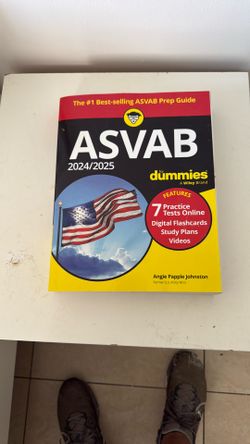 The #1 Best-selling ASVAB Prep Guide
ASVAB
2024/2025
dummies
A Wiley Brand
FEATURES
7 Practice
Tests Online
Digital Flashcards
Study Plans
Videos
Angie Papple Johnston